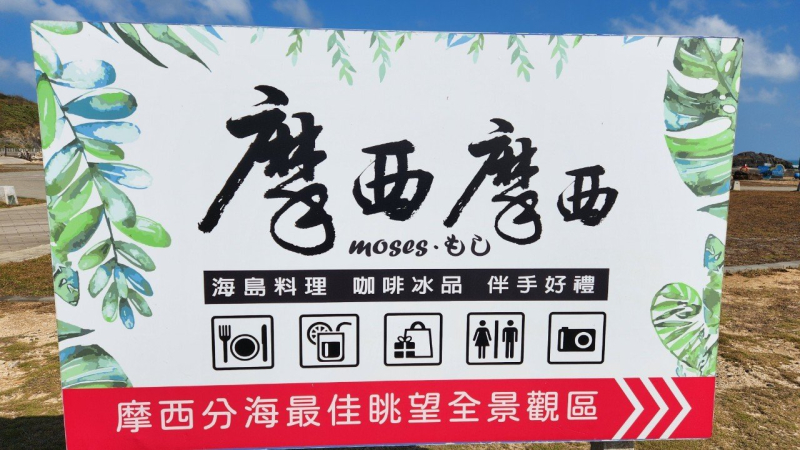 摩西摩西
moses·もし
海島料理 咖啡冰品 伴手好禮
摩西分海最佳眺望全景觀區